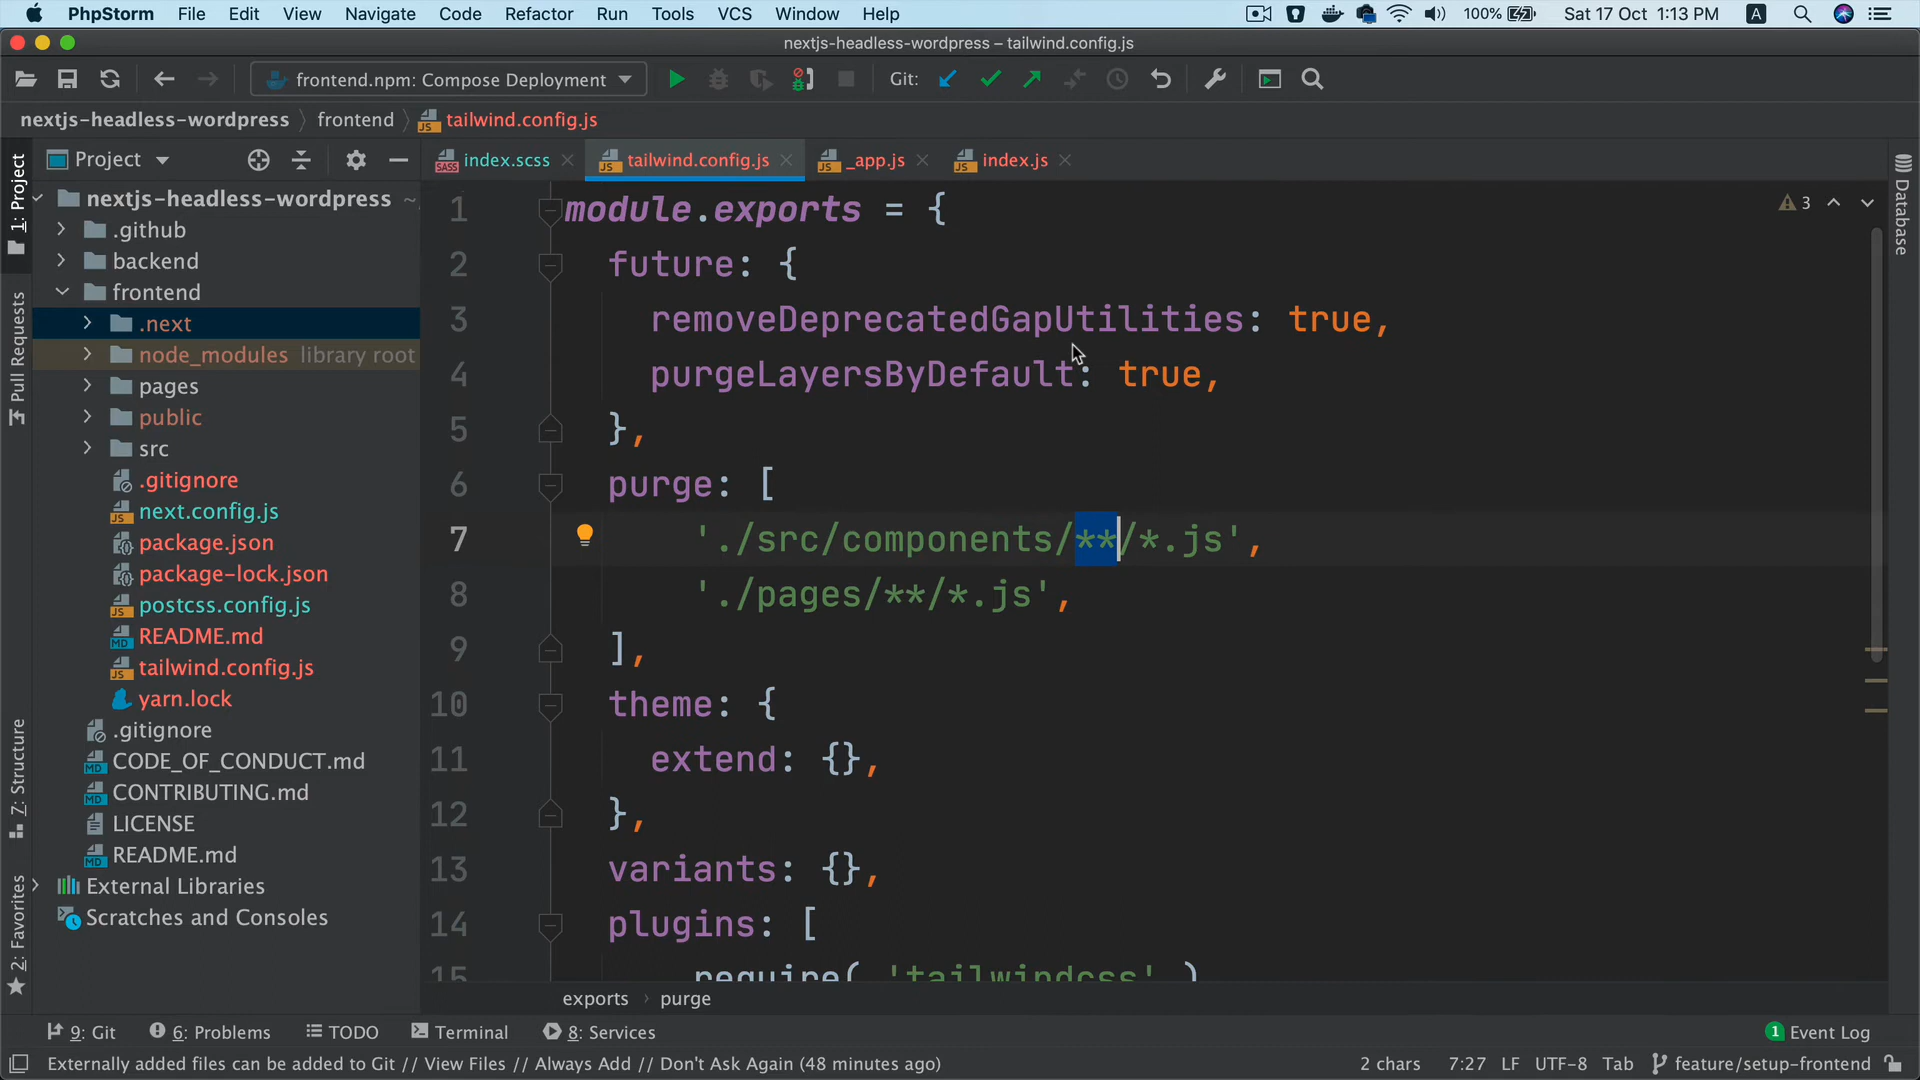 PhpStorm File Edit View Navigate Code Refactor Run Tools VCS Window Help 100% Sat 17 Oct 1:13 PM A
nextjs-headless-wordpress – tailwind.config.js
frontend.npm: Compose Deployment Git:
nextjs-headless-wordpress frontend tailwind.config.js
Project index.scss tailwind.config.js _app.js index.js
1: Project
Pull Requests
7: Structure
2: Favorites
nextjs-headless-wordpress ~
.github
backend
frontend
.next
node_modules library root
pages
public
src
.gitignore
next.config.js
package.json
package-lock.json
postcss.config.js
README.md
tailwind.config.js
yarn.lock
.gitignore
CODE_OF_CONDUCT.md
CONTRIBUTING.md
LICENSE
README.md
External Libraries
Scratches and Consoles
1 module.exports = {
2 future: {
3 removeDeprecatedGapUtilities: true,
4 purgeLayersByDefault: true,
5 },
6 purge: [
7 './src/components/**/*.js',
8 './pages/**/*.js',
9 ],
10 theme: {
11 extend: {},
12 },
13 variants: {},
14 plugins: [
15 require( 'tailwindcss' )
3
Database
exports › purge
9: Git 6: Problems TODO Terminal 8: Services 1 Event Log
Externally added files can be added to Git // View Files // Always Add // Don't Ask Again (48 minutes ago) 2 chars 7:27 LF UTF-8 Tab feature/setup-frontend